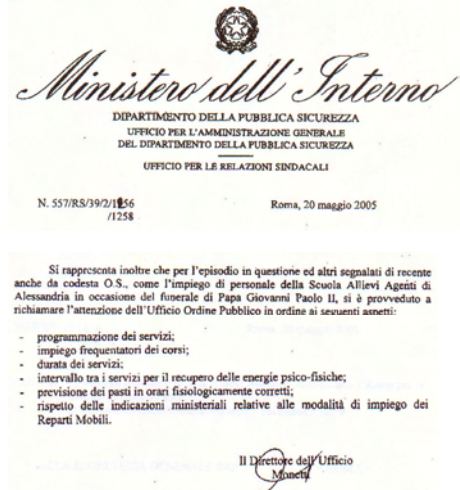 Ministero dell'Interno
DIPARTIMENTO DELLA PUBBLICA SICUREZZA
UFFICIO PER L'AMMINISTRAZIONE GENERALE
DEL DIPARTIMENTO DELLA PUBBLICA SICUREZZA
UFFICIO PER LE RELAZIONI SINDACALI
N. 557/RS/39/2/1256 Roma, 20 maggio 2005
/1258
Si rappresenta inoltre che per l'episodio in questione ed altri segnalati di recente
anche da codesta O.S., come l'impiego di personale della Scuola Allievi Agenti di
Alessandria in occasione del funerale di Papa Giovanni Paolo II, si è provveduto a
richiamare l'attenzione dell'Ufficio Ordine Pubblico in ordine ai seguenti aspetti:
- programmazione dei servizi;
- impiego frequentatori dei corsi;
- durata dei servizi;
- intervallo tra i servizi per il recupero delle energie psico-fisiche;
- previsione dei pasti in orari fisiologicamente corretti;
- rispetto delle indicazioni ministeriali relative alle modalità di impiego dei
Reparti Mobili.
Il Direttore dell'Ufficio